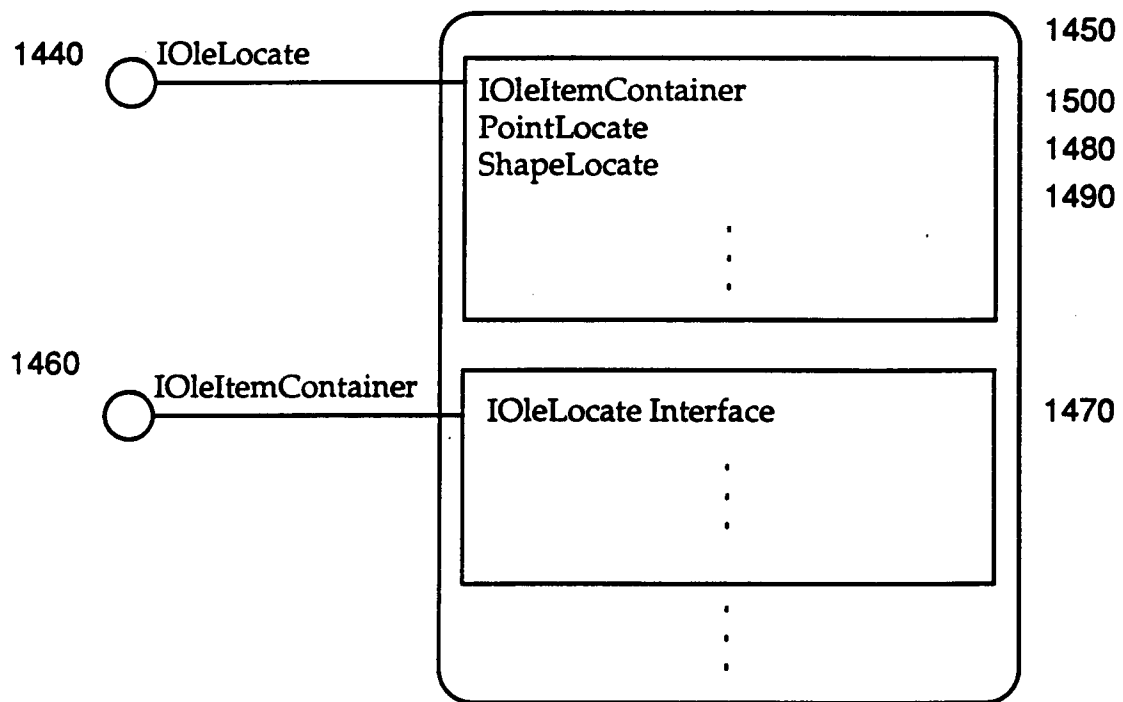 1450
1440
IOleLocate
IOleItemContainer
1500
PointLocate
1480
ShapeLocate
1490
1460
IOleItemContainer
IOleLocate Interface
1470